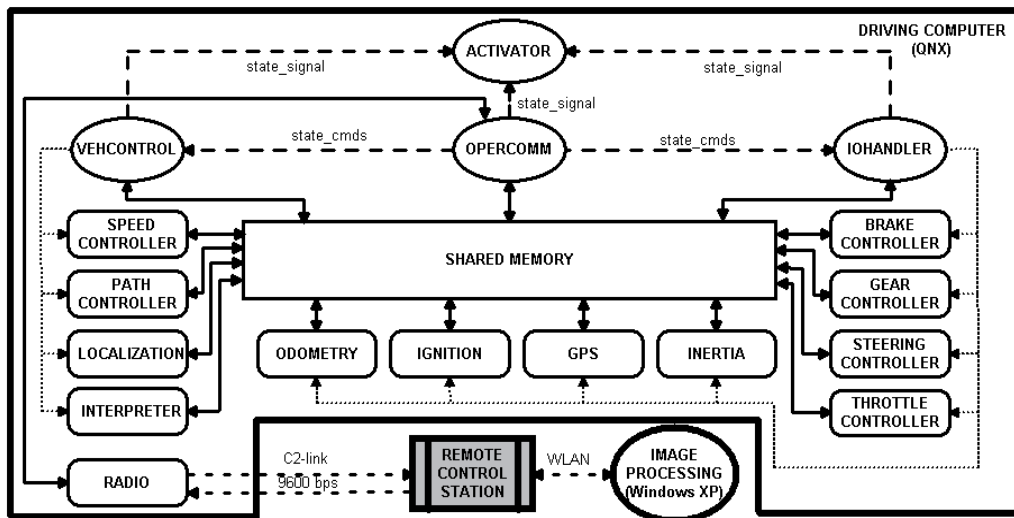 DRIVING COMPUTER
(QNX)
ACTIVATOR
state_signal
state_signal
state_signal
state_cmds
state_cmds
VEHCONTROL
OPERCOMM
IOHANDLER
SPEED
CONTROLLER
BRAKE
CONTROLLER
SHARED MEMORY
PATH
CONTROLLER
GEAR
CONTROLLER
LOCALIZATION
ODOMETRY
IGNITION
GPS
INERTIA
STEERING
CONTROLLER
INTERPRETER
THROTTLE
CONTROLLER
RADIO
C2-link
9600 bps
REMOTE
CONTROL
STATION
WLAN
IMAGE
PROCESSING
(Windows XP)